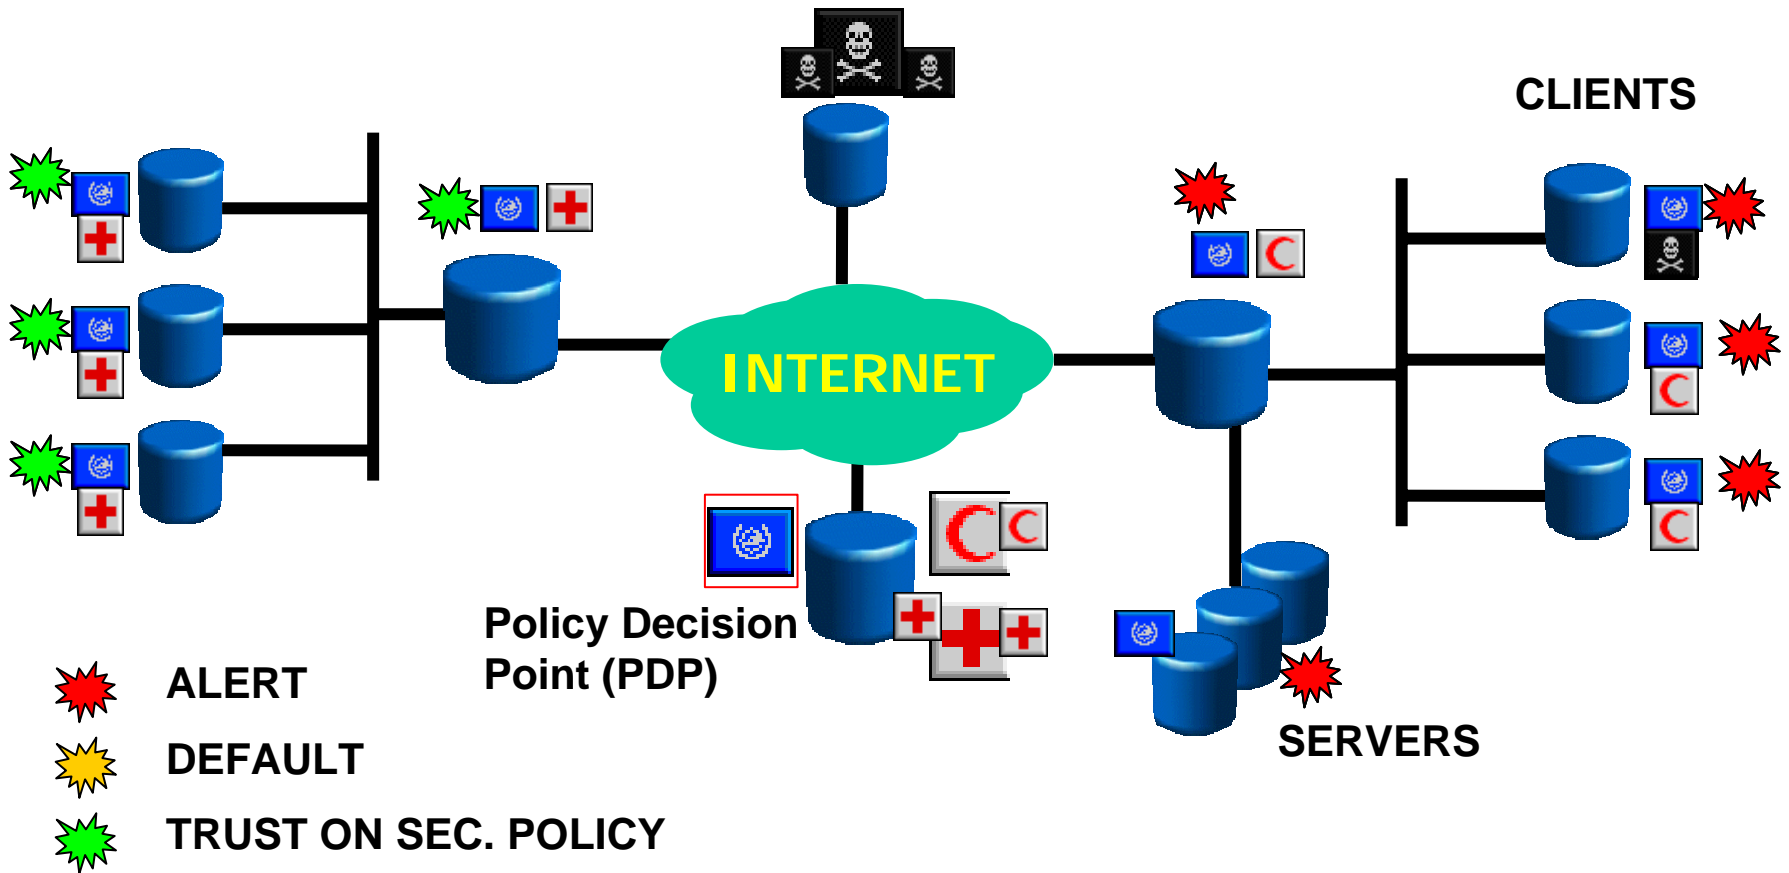 CLIENTS
INTERNET
Policy Decision
Point (PDP)
ALERT
DEFAULT
TRUST ON SEC. POLICY
SERVERS